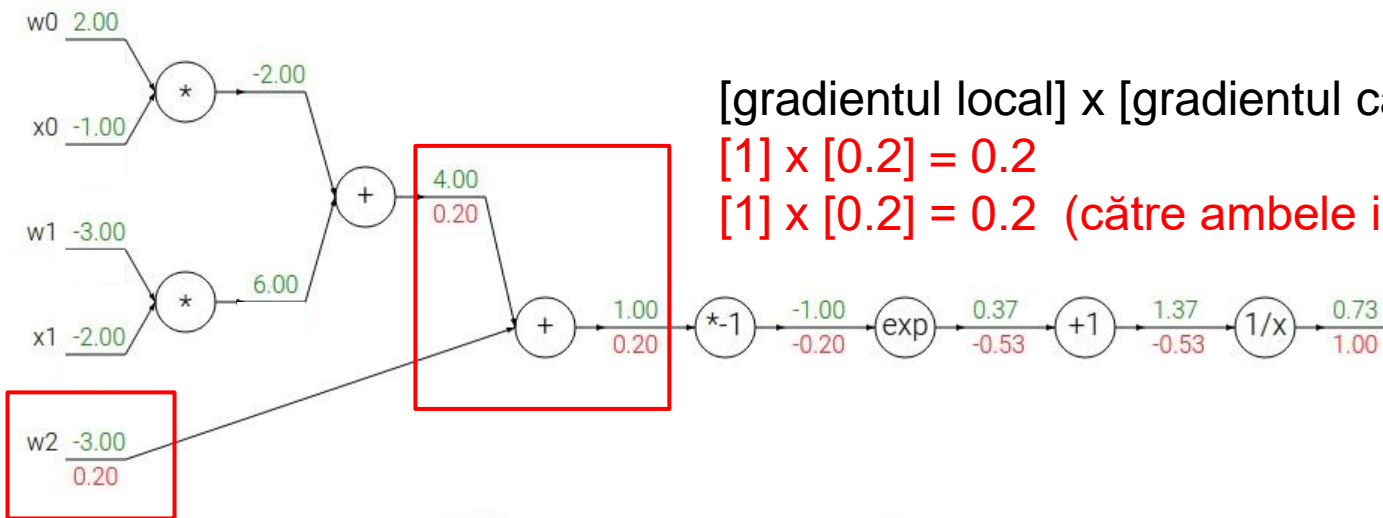 w0 2.00
* -2.00
x0 -1.00
[gradientul local] x [gradientul
[1] x [0.2] = 0.2
[1] x [0.2] = 0.2 (către ambele
+ 4.00
0.20
w1 -3.00
* 6.00
x1 -2.00
+ 1.00 *-1 -1.00 exp 0.37 +1 1.37 1/x 0.73
0.20 -0.20 -0.53 -0.53 1.00
w2 -3.00
0.20